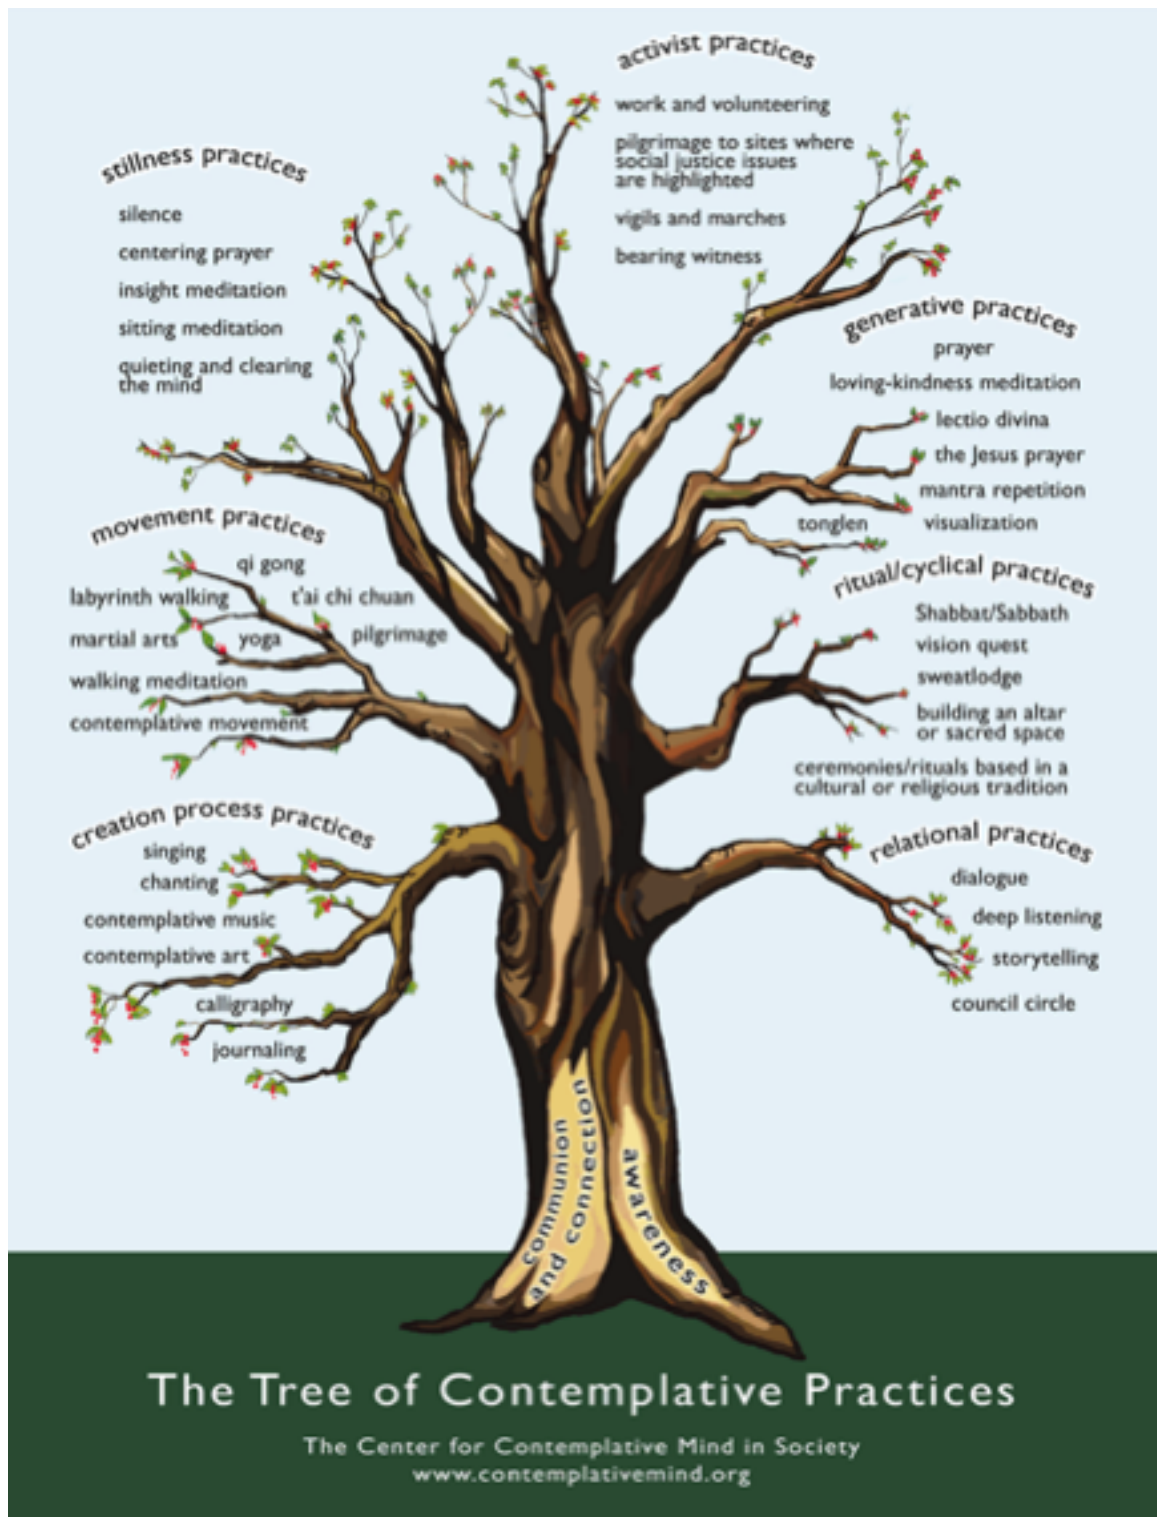 activist practices
work and volunteering
pilgrimage to sites where
social justice issues
are highlighted
vigils and marches
bearing witness
stillness practices
silence
centering prayer
insight meditation
sitting meditation
quieting and clearing
the mind
generative practices
prayer
loving-kindness meditation
lectio divina
the Jesus prayer
mantra repetition
tonglen
visualization
movement practices
qi gong
labyrinth walking
t'ai chi chuan
martial arts
yoga
pilgrimage
walking meditation
contemplative movement
ritual/cyclical practices
Shabbat/Sabbath
vision quest
sweatlodge
building an altar
or sacred space
ceremonies/rituals based in a
cultural or religious tradition
creation process practices
singing
chanting
contemplative music
contemplative art
calligraphy
journaling
relational practices
dialogue
deep listening
storytelling
council circle
communion
and connection
awareness
The Tree of Contemplative Practices
The Center for Contemplative Mind in Society
www.contemplativemind.org